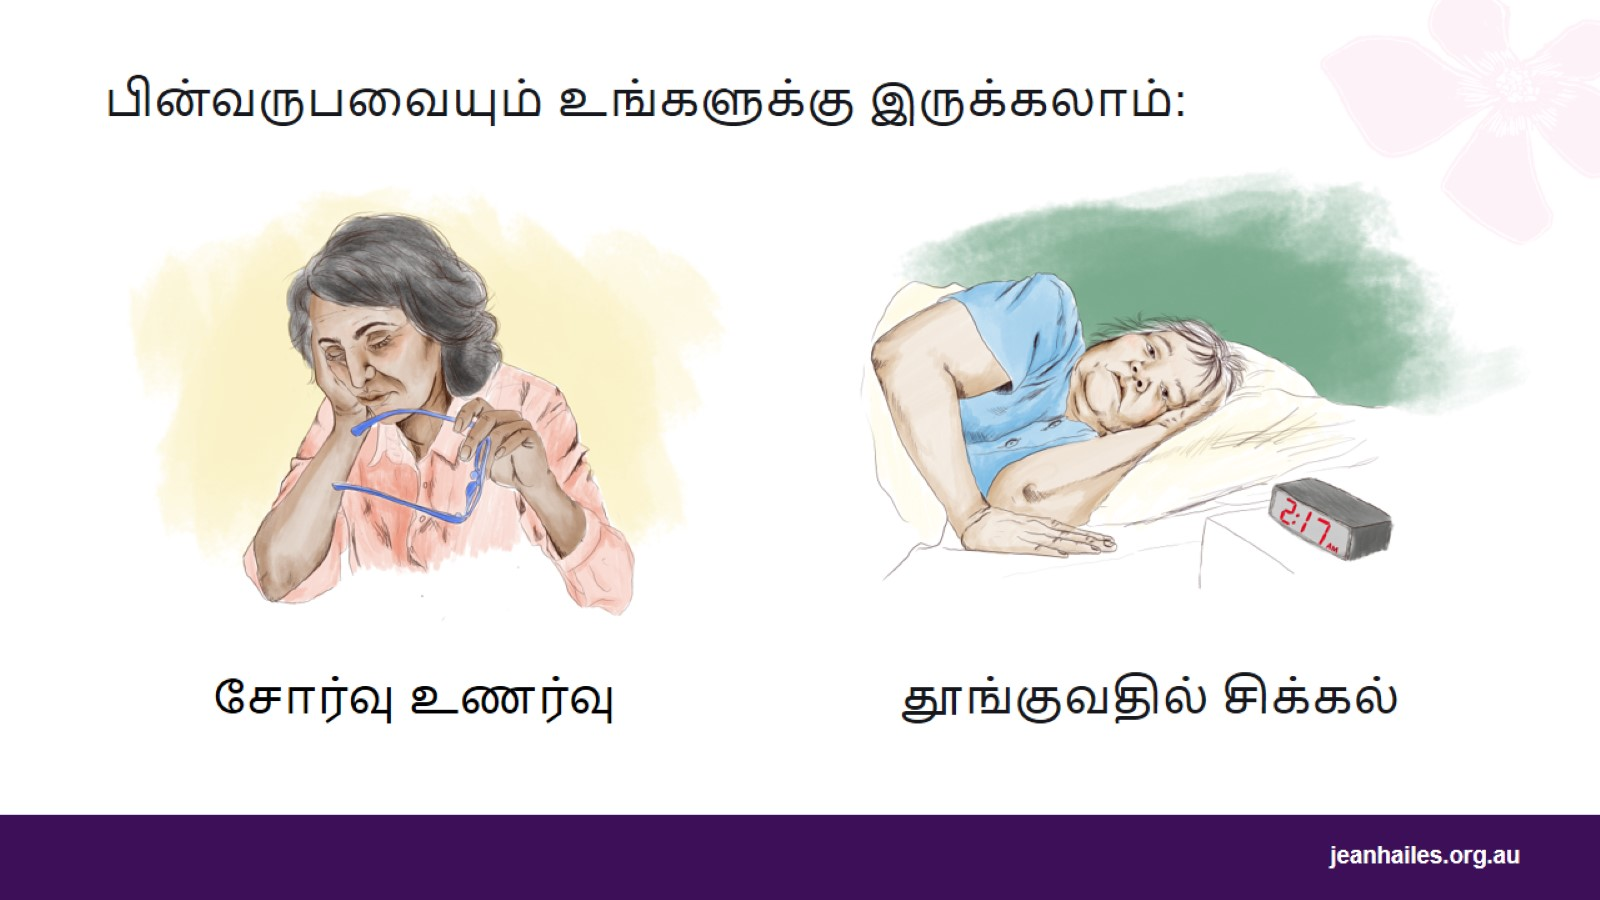 பின்வருபவையும் உங்களுக்கு இருக்கலாம்:
2:17 AM
சோர்வு உணர்வு
தூங்குவதில் சிக்கல்
jeanhailes.org.au